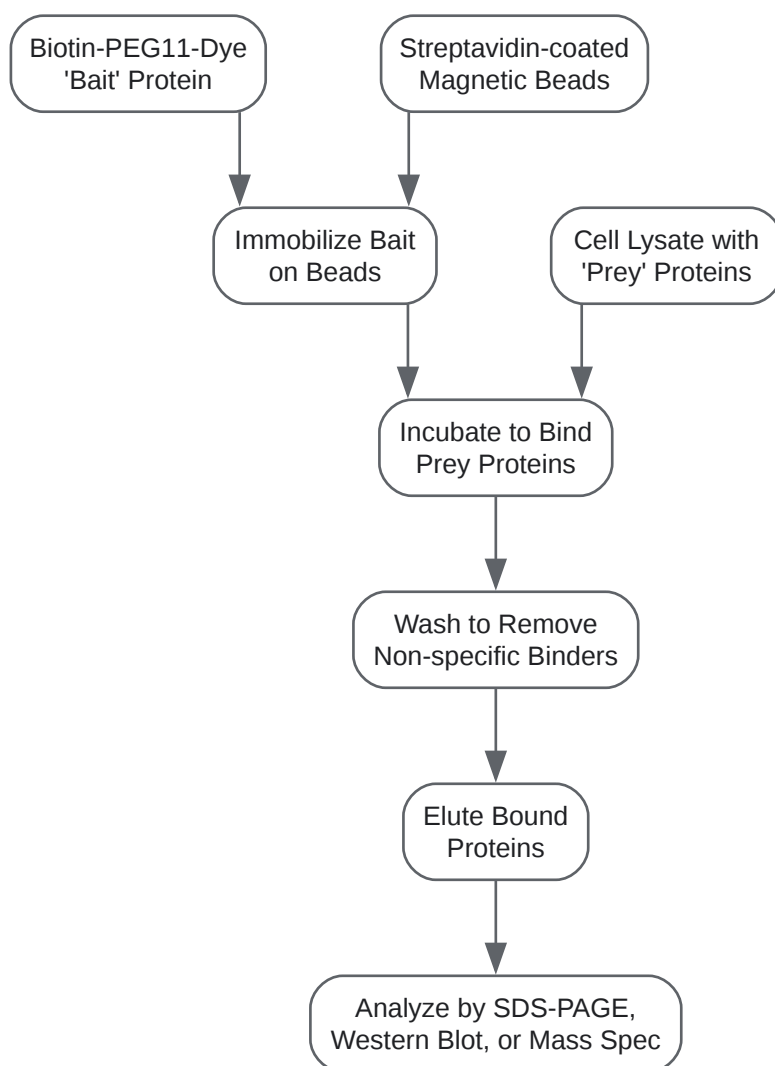 Biotin-PEG11-Dye
'Bait' Protein
Streptavidin-coated
Magnetic Beads
Immobilize Bait
on Beads
Cell Lysate with
'Prey' Proteins
Incubate to Bind
Prey Proteins
Wash to Remove
Non-specific Binders
Elute Bound
Proteins
Analyze by SDS-PAGE,
Western Blot, or Mass Spec